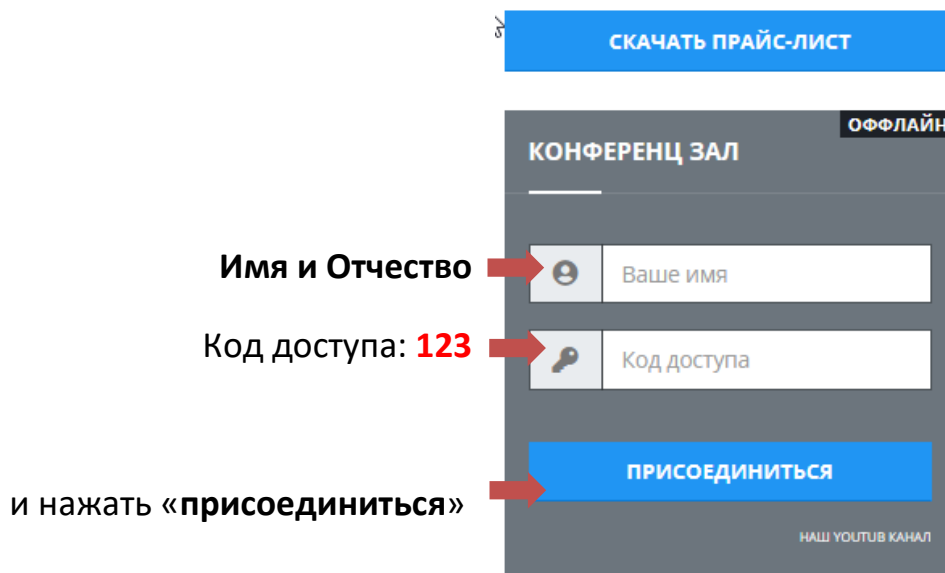 СКАЧАТЬ ПРАЙС-ЛИСТ
ОФФЛАЙН
КОНФЕРЕНЦ ЗАЛ
Имя и Отчество
Ваше имя
Код доступа: 123
Код доступа
ПРИСОЕДИНИТЬСЯ
и нажать «присоединиться»
НАШ YOUTUB КАНАЛ